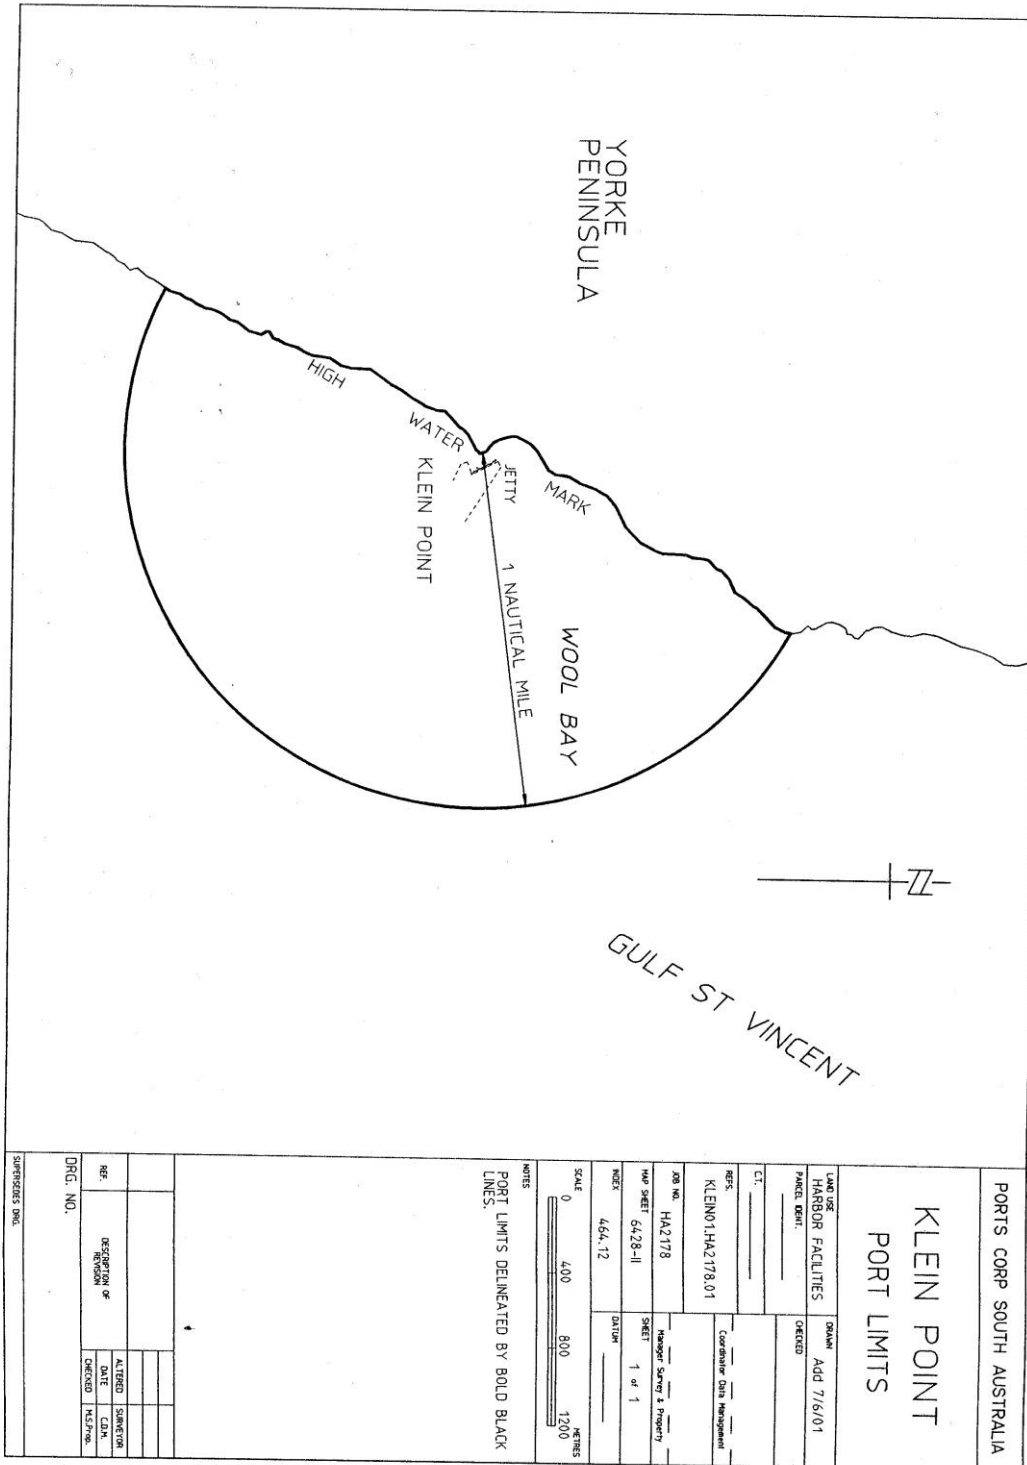 YORKE
PENINSULA
HIGH
WATER
MARK
JETTY
KLEIN POINT
1 NAUTICAL MILE
WOOL BAY
N
GULF ST VINCENT
PORTS CORP SOUTH AUSTRALIA
KLEIN POINT
PORT LIMITS
LAND USE
HARBOR FACILITIES
DRAWN
Add 7/6/01
PARCEL IDENT.
CHECKED
C.T.
REFS.
KLEIN01.HA2178.01
Coordinator Data Management
JOB NO.
HA2178
Manager Survey & Property
MAP SHEET
6428-II
SHEET
1 of 1
INDEX
464.12
DATUM
SCALE
0 400 800 1200
METRES
NOTES
PORT LIMITS DELINEATED BY BOLD BLACK
LINES.
REF.
DESCRIPTION OF
REVISION
ALTERED
SURVEYOR
DATE
C.D.M.
CHECKED
M.S.Prop.
DRG. NO.
SUPERSEDES DRG.